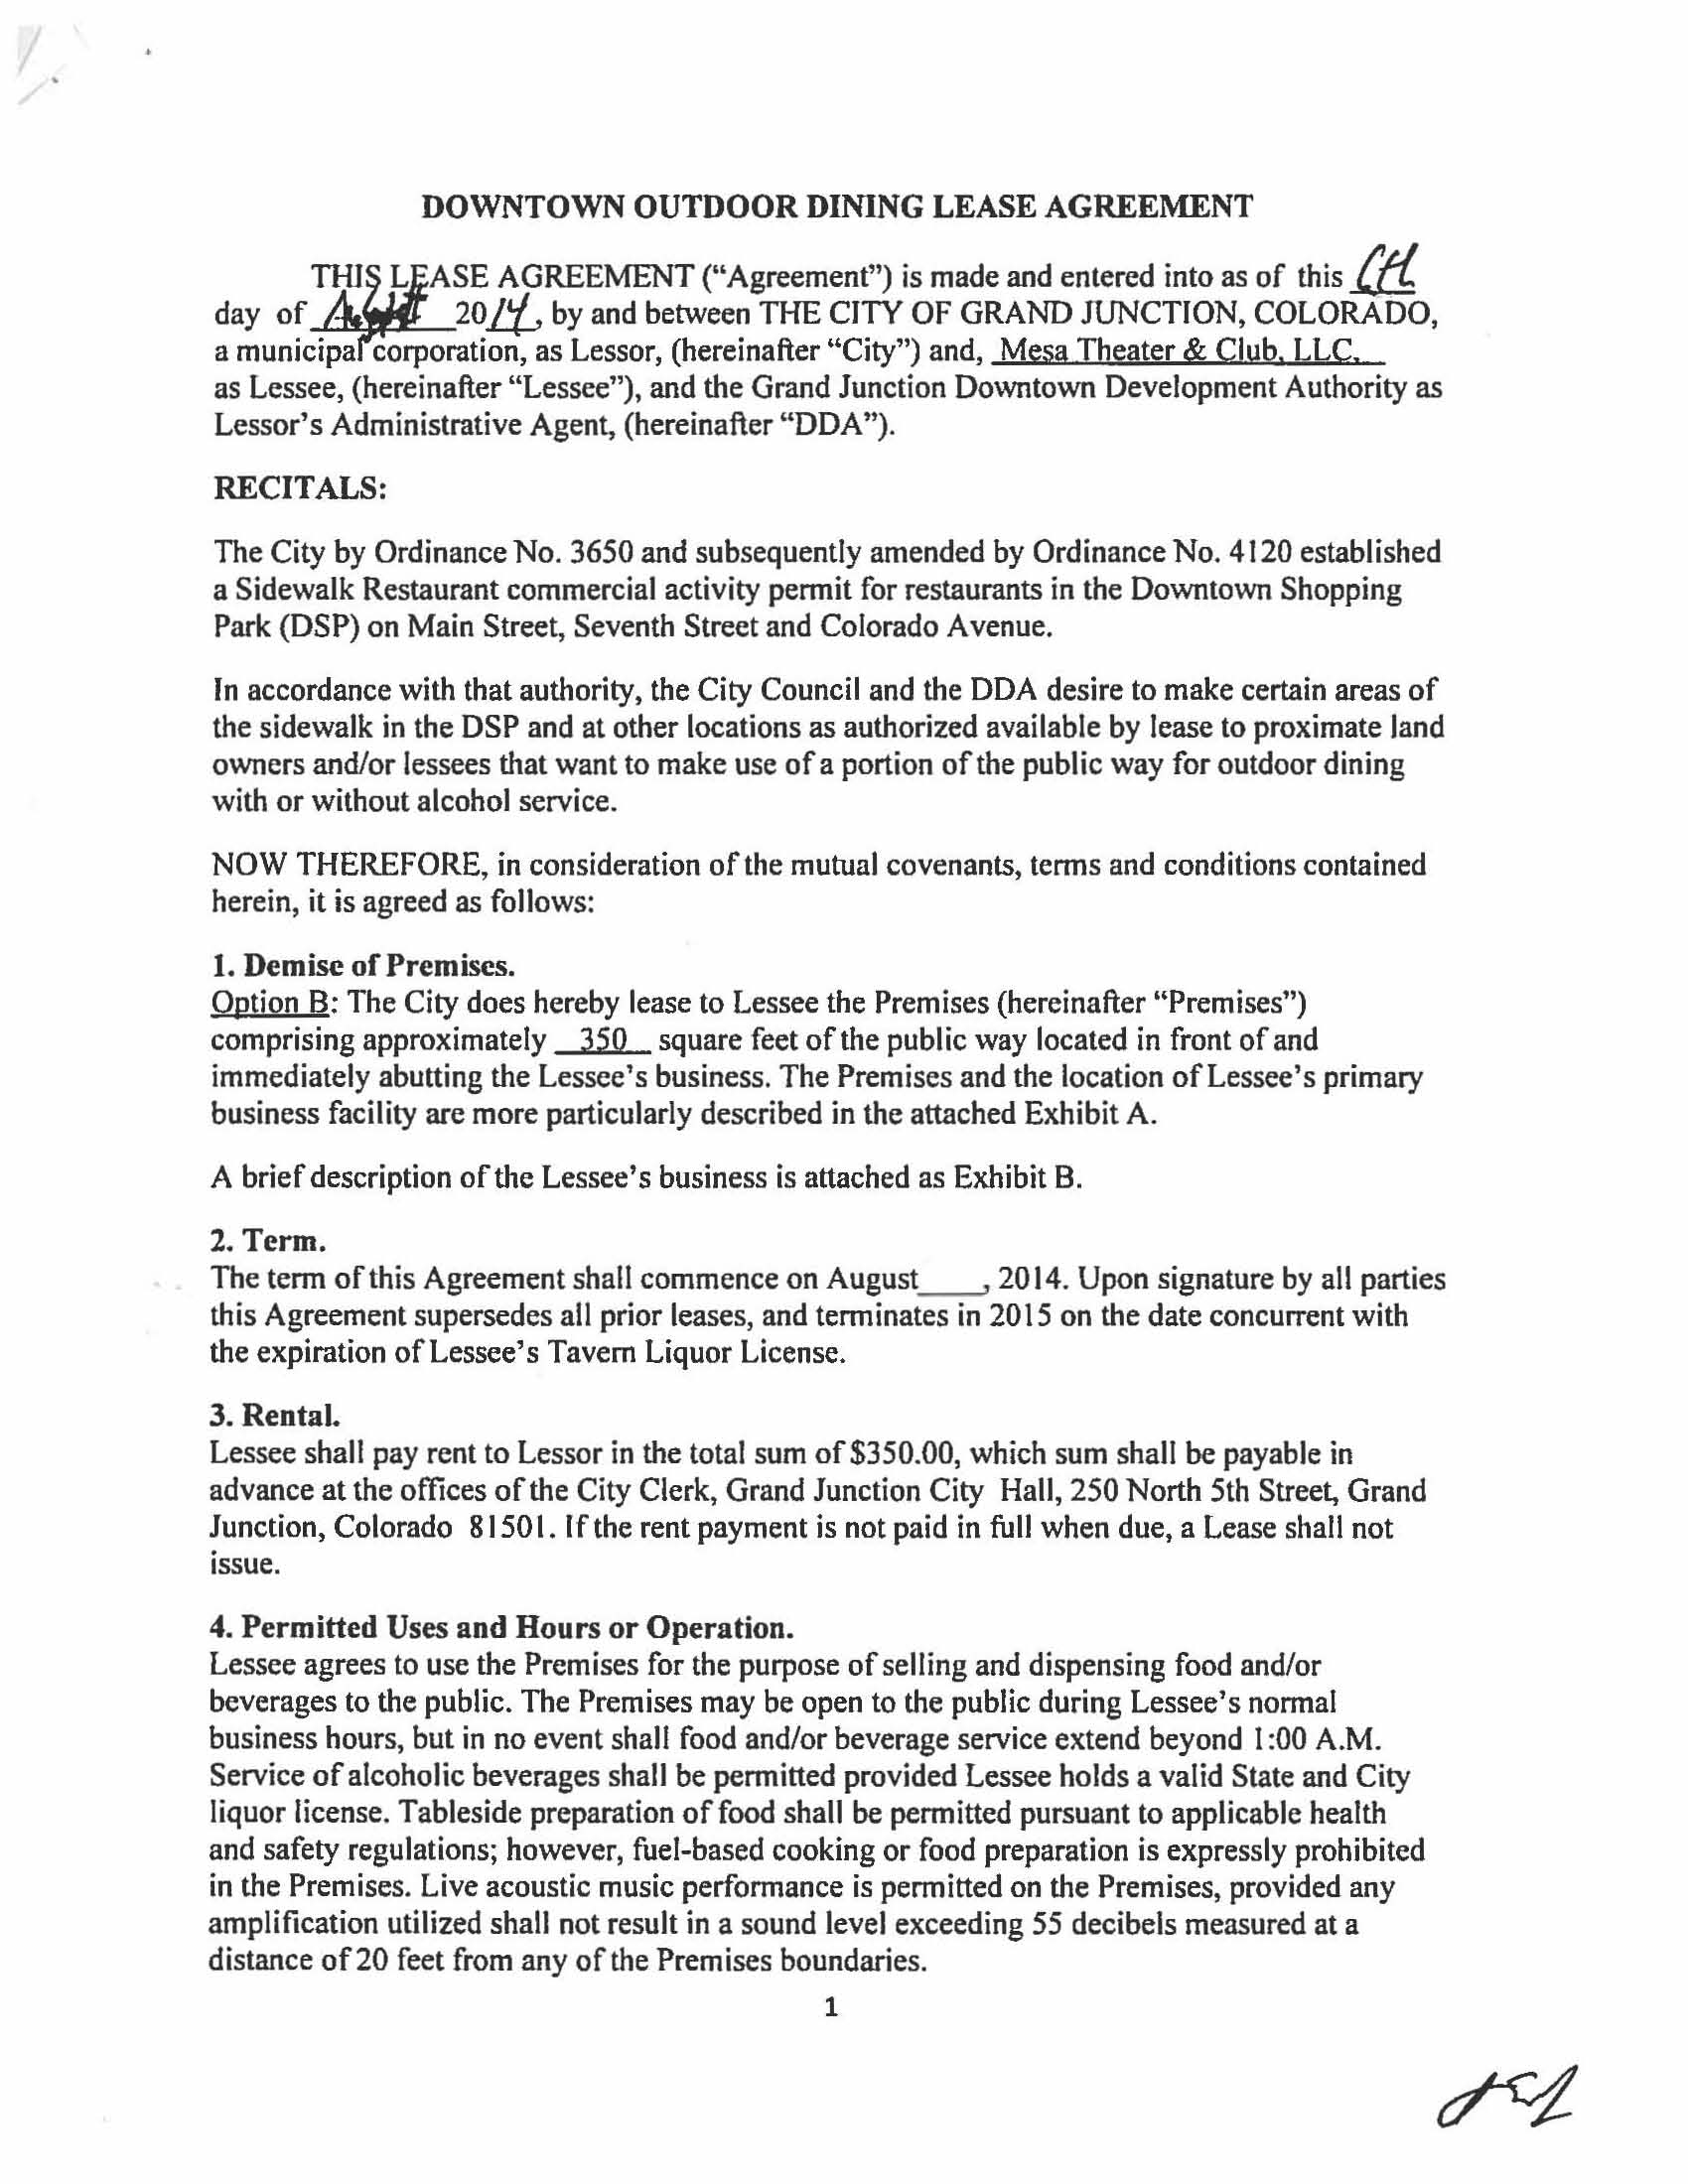 DOWNTOWN OUTDOOR DINING LEASE AGREEMENT
THIS LEASE AGREEMENT (“Agreement”) is made and entered into as of this
day of August 2014, by and between THE CITY OF GRAND JUNCTION, COLORADO,
a municipal corporation, as Lessor, (hereinafter “City”) and, Mesa Theater & Club, LLC,
as Lessee, (hereinafter “Lessee”), and the Grand Junction Downtown Development Authority as
Lessor’s Administrative Agent, (hereinafter “DDA”).
RECITALS:
The City by Ordinance No. 3650 and subsequently amended by Ordinance No. 4120 established
a Sidewalk Restaurant commercial activity permit for restaurants in the Downtown Shopping
Park (DSP) on Main Street, Seventh Street and Colorado Avenue.
In accordance with that authority, the City Council and the DDA desire to make certain areas of
the sidewalk in the DSP and at other locations as authorized available by lease to proximate land
owners and/or lessees that want to make use of a portion of the public way for outdoor dining
with or without alcohol service.
NOW THEREFORE, in consideration of the mutual covenants, terms and conditions contained
herein, it is agreed as follows:
1. Demise of Premises.
Option B: The City does hereby lease to Lessee the Premises (hereinafter “Premises”)
comprising approximately 350 square feet of the public way located in front of and
immediately abutting the Lessee’s business. The Premises and the location of Lessee’s primary
business facility are more particularly described in the attached Exhibit A.
A brief description of the Lessee’s business is attached as Exhibit B.
2. Term.
The term of this Agreement shall commence on August____, 2014. Upon signature by all parties
this Agreement supersedes all prior leases, and terminates in 2015 on the date concurrent with
the expiration of Lessee’s Tavern Liquor License.
3. Rental.
Lessee shall pay rent to Lessor in the total sum of $350.00, which sum shall be payable in
advance at the offices of the City Clerk, Grand Junction City Hall, 250 North 5th Street, Grand
Junction, Colorado 81501. If the rent payment is not paid in full when due, a Lease shall not
issue.
4. Permitted Uses and Hours or Operation.
Lessee agrees to use the Premises for the purpose of selling and dispensing food and/or
beverages to the public. The Premises may be open to the public during Lessee’s normal
business hours, but in no event shall food and/or beverage service extend beyond 1:00 A.M.
Service of alcoholic beverages shall be permitted provided Lessee holds a valid State and City
liquor license. Tableside preparation of food shall be permitted pursuant to applicable health
and safety regulations; however, fuel-based cooking or food preparation is expressly prohibited
in the Premises. Live acoustic music performance is permitted on the Premises, provided any
amplification utilized shall not result in a sound level exceeding 55 decibels measured at a
distance of 20 feet from any of the Premises boundaries.
1